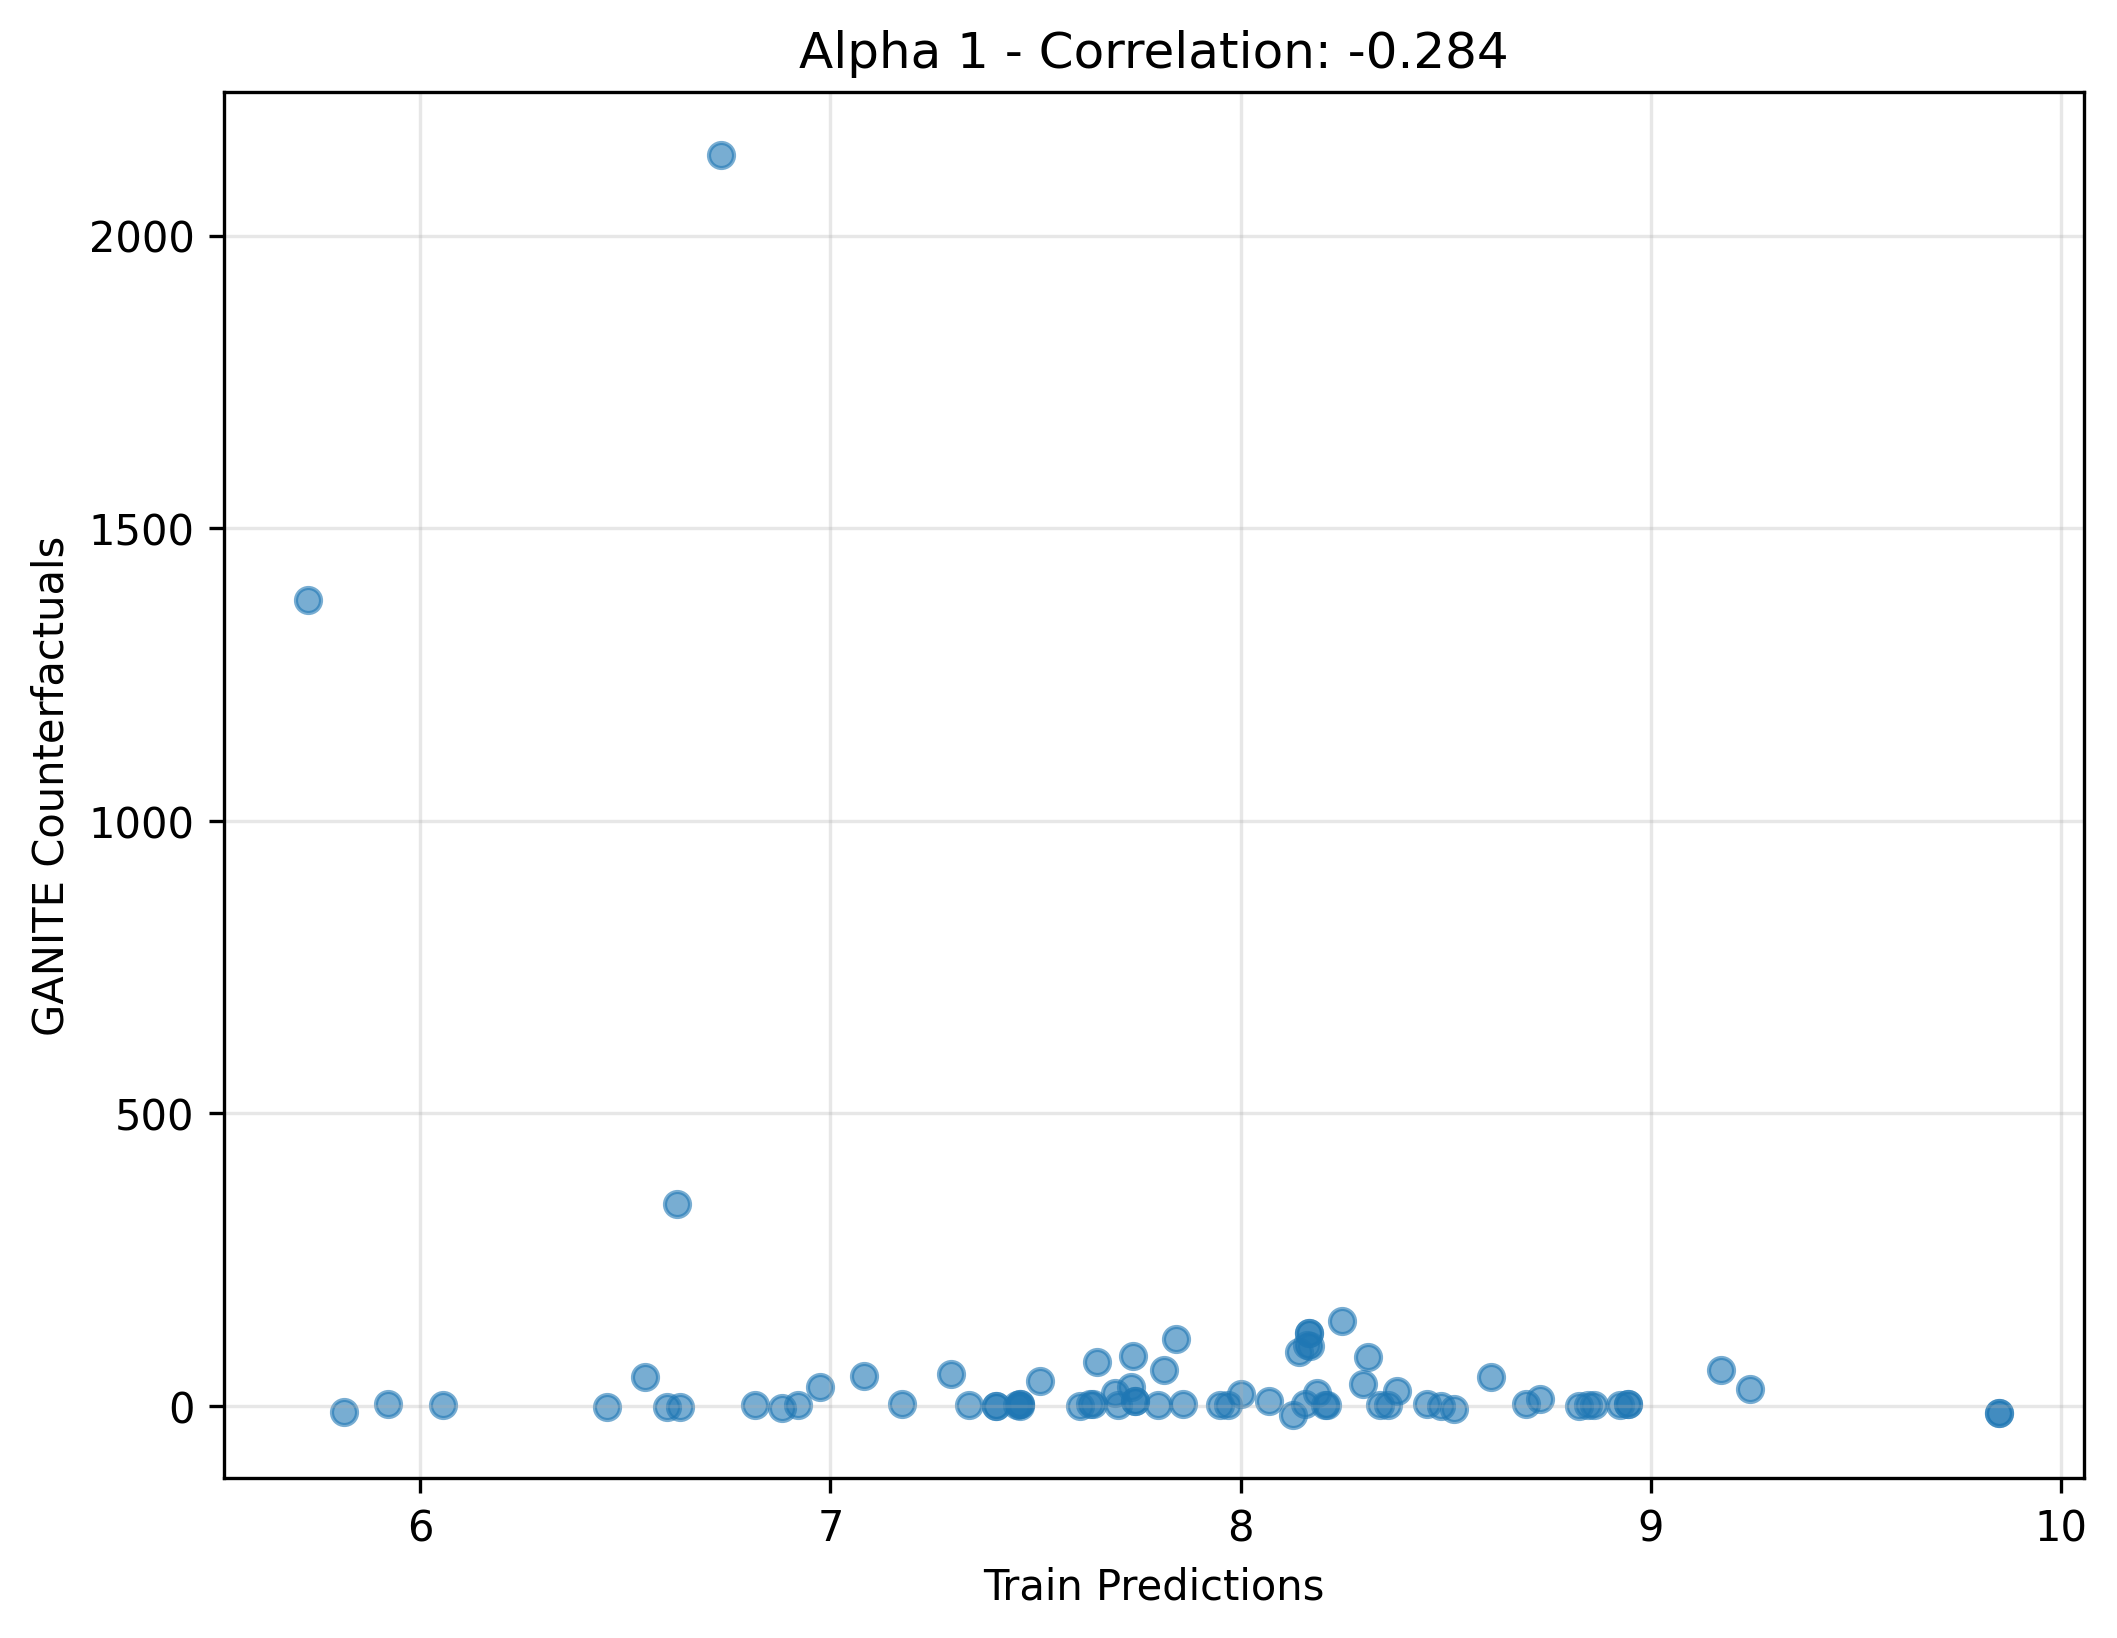 Alpha 1 - Correlation: -0.284
2000
1500
1000
500
0
GANITE Counterfactuals
6 7 8 9 10
Train Predictions